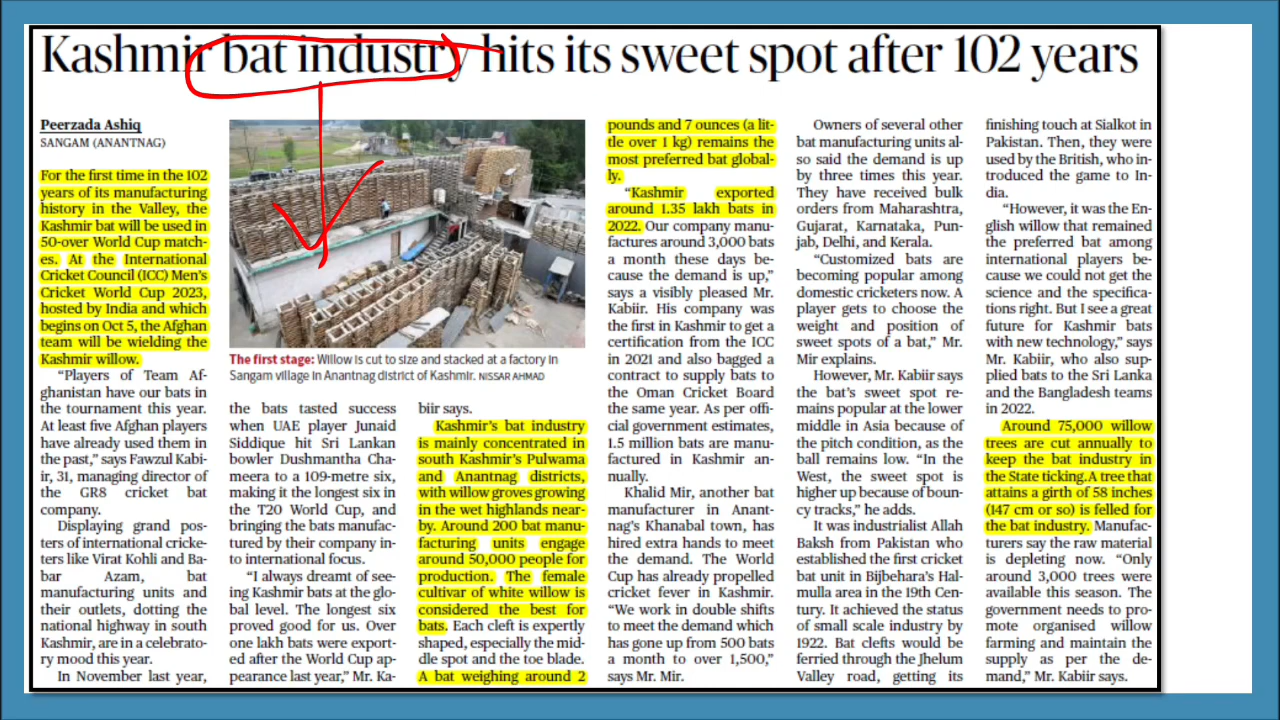 Kashmir bat industry hits its sweet spot after 102 years
Peerzada Ashiq
SANGAM (ANANTNAG)
For the first time in the 102
years of its manufacturing
history in the Valley, the
Kashmir bat will be used in
50-over World Cup match-
es. At the International
Cricket Council (ICC) Men's
Cricket World Cup 2023,
hosted by India and which
begins on Oct 5, the Afghan
team will be wielding the
Kashmir willow.
"Players of Team Af-
ghanistan have our bats in
the tournament this year.
At least five Afghan players
have already used them in
the past," says Fawzul Kabi-
ir, 31, managing director of
the GR8 cricket bat
company.
Displaying grand pos-
ters of international cricke-
ters like Virat Kohli and Ba-
bar Azam, bat
manufacturing units and
their outlets, dotting the
national highway in south
Kashmir, are in a celebrato-
ry mood this year.
In November last year,
The first stage: Willow is cut to size and stacked at a factory in
Sangam village in Anantnag district of Kashmir. NISSAR AHMAD
the bats tasted success
when UAE player Junaid
Siddique hit Sri Lankan
bowler Dushmantha Cha-
meera to a 109-metre six,
making it the longest six in
the T20 World Cup, and
bringing the bats manufac-
tured by their company in-
to international focus.
"I always dreamt of see-
ing Kashmir bats at the glo-
bal level. The longest six
proved good for us. Over
one lakh bats were export-
ed after the World Cup ap-
pearance last year," Mr. Ka-
biir says.
Kashmir's bat industry
is mainly concentrated in
south Kashmir's Pulwama
and Anantnag districts,
with willow groves growing
in the wet highlands near-
by. Around 200 bat manu-
facturing units engage
around 50,000 people for
production. The female
cultivar of white willow is
considered the best for
bats. Each cleft is expertly
shaped, especially the mid-
dle spot and the toe blade.
A bat weighing around 2
pounds and 7 ounces (a lit-
tle over 1 kg) remains the
most preferred bat global-
ly.
"Kashmir exported
around 1.35 lakh bats in
2022. Our company manu-
factures around 3,000 bats
a month these days be-
cause the demand is up,"
says a visibly pleased Mr.
Kabiir. His company was
the first in Kashmir to get a
certification from the ICC
in 2021 and also bagged a
contract to supply bats to
the Oman Cricket Board
the same year. As per offi-
cial government estimates,
1.5 million bats are manu-
factured in Kashmir an-
nually.
Khalid Mir, another bat
manufacturer in Anant-
nag's Khanabal town, has
hired extra hands to meet
the demand. The World
Cup has already propelled
cricket fever in Kashmir.
"We work in double shifts
to meet the demand which
has gone up from 500 bats
a month to over 1,500,"
says Mr. Mir.
Owners of several other
bat manufacturing units al-
so said the demand is up
by three times this year.
They have received bulk
orders from Maharashtra,
Gujarat, Karnataka, Pun-
jab, Delhi, and Kerala.
"Customized bats are
becoming popular among
domestic cricketers now. A
player gets to choose the
weight and position of
sweet spots of a bat," Mr.
Mir explains.
However, Mr. Kabiir says
the bat's sweet spot re-
mains popular at the lower
middle in Asia because of
the pitch condition, as the
ball remains low. "In the
West, the sweet spot is
higher up because of boun-
cy tracks," he adds.
It was industrialist Allah
Baksh from Pakistan who
established the first cricket
bat unit in Bijbehara's Hal-
mulla area in the 19th Cen-
tury. It achieved the status
of small scale industry by
1922. Bat clefts would be
ferried through the Jhelum
Valley road, getting its
finishing touch at Sialkot in
Pakistan. Then, they were
used by the British, who in-
troduced the game to In-
dia.
"However, it was the En-
glish willow that remained
the preferred bat among
international players be-
cause we could not get the
science and the specifica-
tions right. But I see a great
future for Kashmir bats
with new technology," says
Mr. Kabiir, who also sup-
plied bats to the Sri Lanka
and the Bangladesh teams
in 2022.
Around 75,000 willow
trees are cut annually to
keep the bat industry in
the State ticking.A tree that
attains a girth of 58 inches
(147 cm or so) is felled for
the bat industry. Manufac-
turers say the raw material
is depleting now. "Only
around 3,000 trees were
available this season. The
government needs to pro-
mote organised willow
farming and maintain the
supply as per the de-
mand," Mr. Kabiir says.